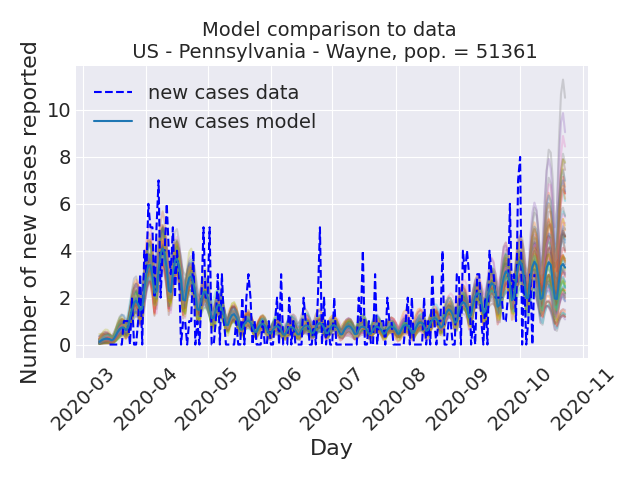 Model comparison to data
US - Pennsylvania - Wayne, pop. = 51361
Number of new cases reported
10
8
6
4
2
0
new cases data
new cases model
2020-03
2020-04
2020-05
2020-06
2020-07
2020-08
2020-09
2020-10
2020-11
Day